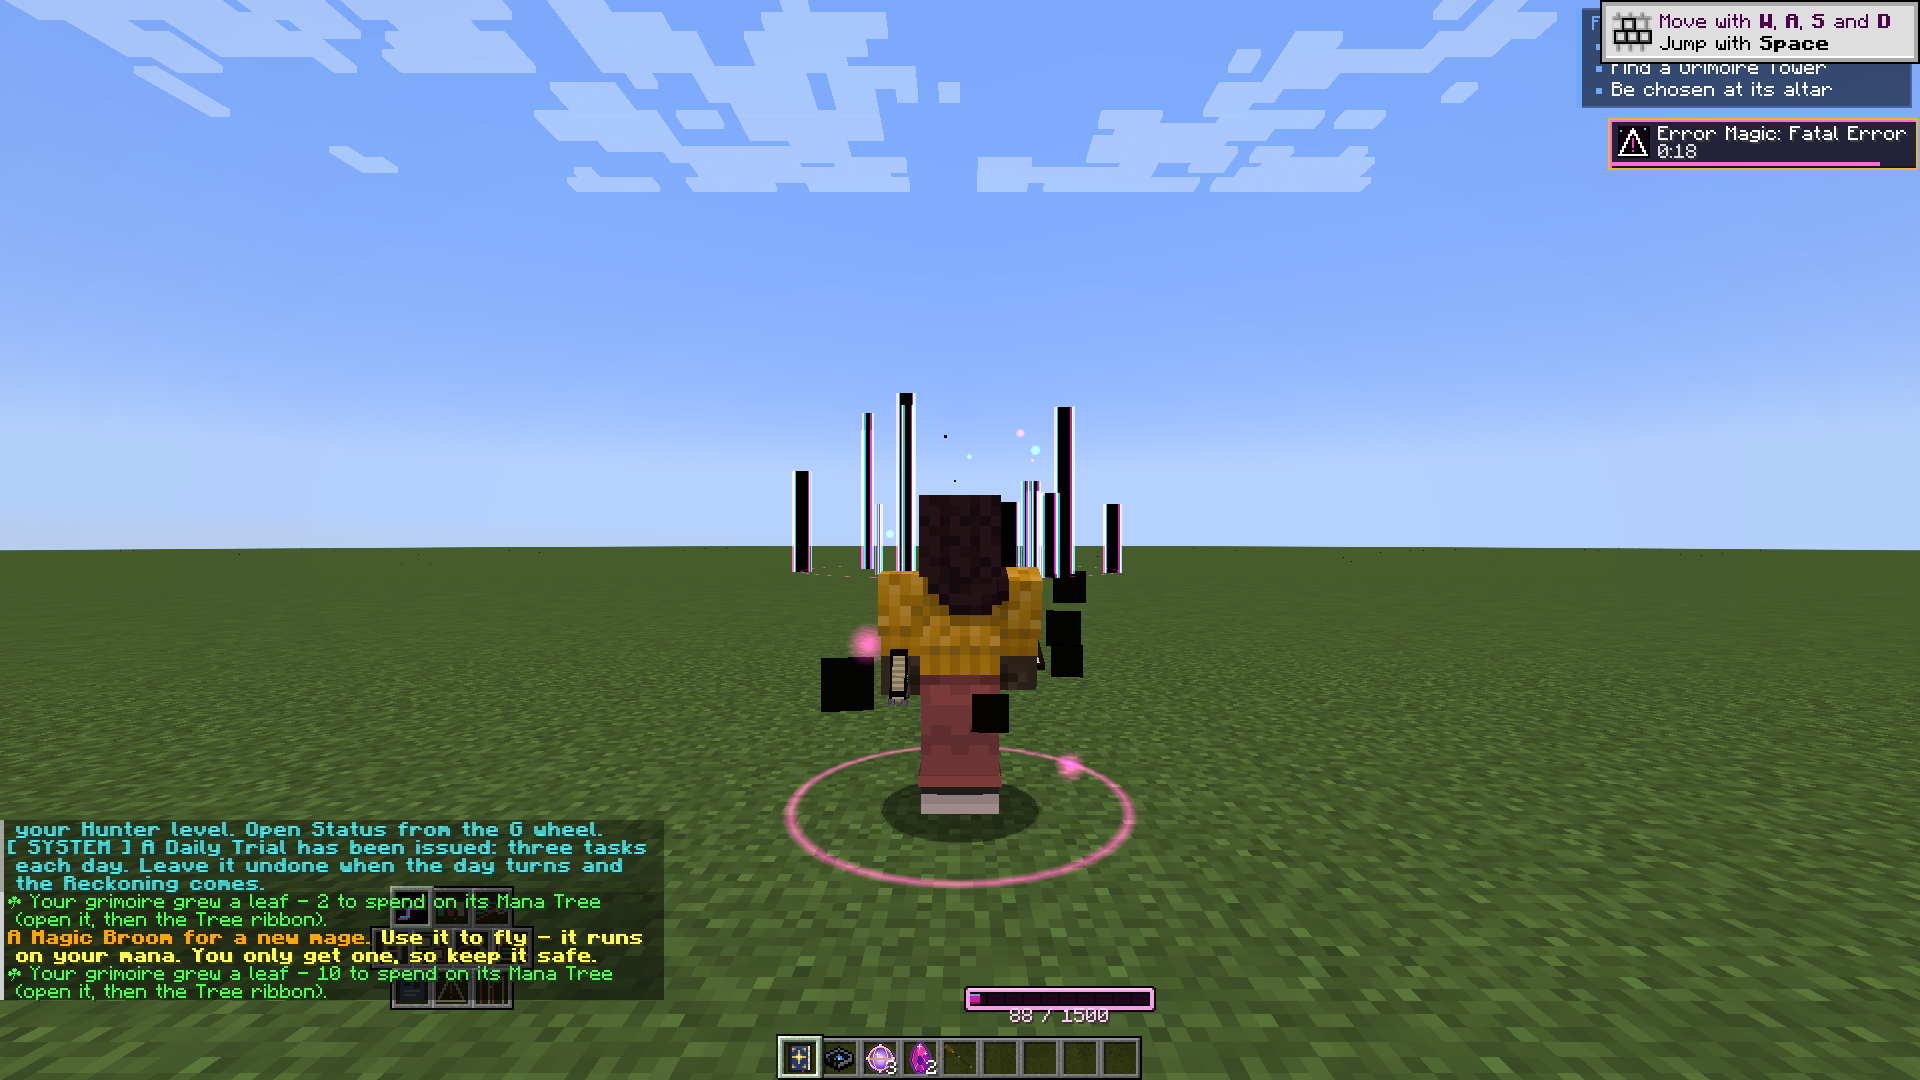 Move with W, A, S and D
Jump with Space
F
Find a Grimoire Tower
Be chosen at its altar
Error Magic: Fatal Error
0:18
your Hunter level. Open Status from the G wheel.
[ SYSTEM ] A Daily Trial has been issued: three tasks
each day. Leave it undone when the day turns and
the Reckoning comes.
Your grimoire grew a leaf - 2 to spend on its Mana Tree
(open it, then the Tree ribbon).
A Magic Broom for a new mage. Use it to fly - it runs
on your mana. You only get one, so keep it safe.
Your grimoire grew a leaf - 10 to spend on its Mana Tree
(open it, then the Tree ribbon).
88 / 1500
3
2